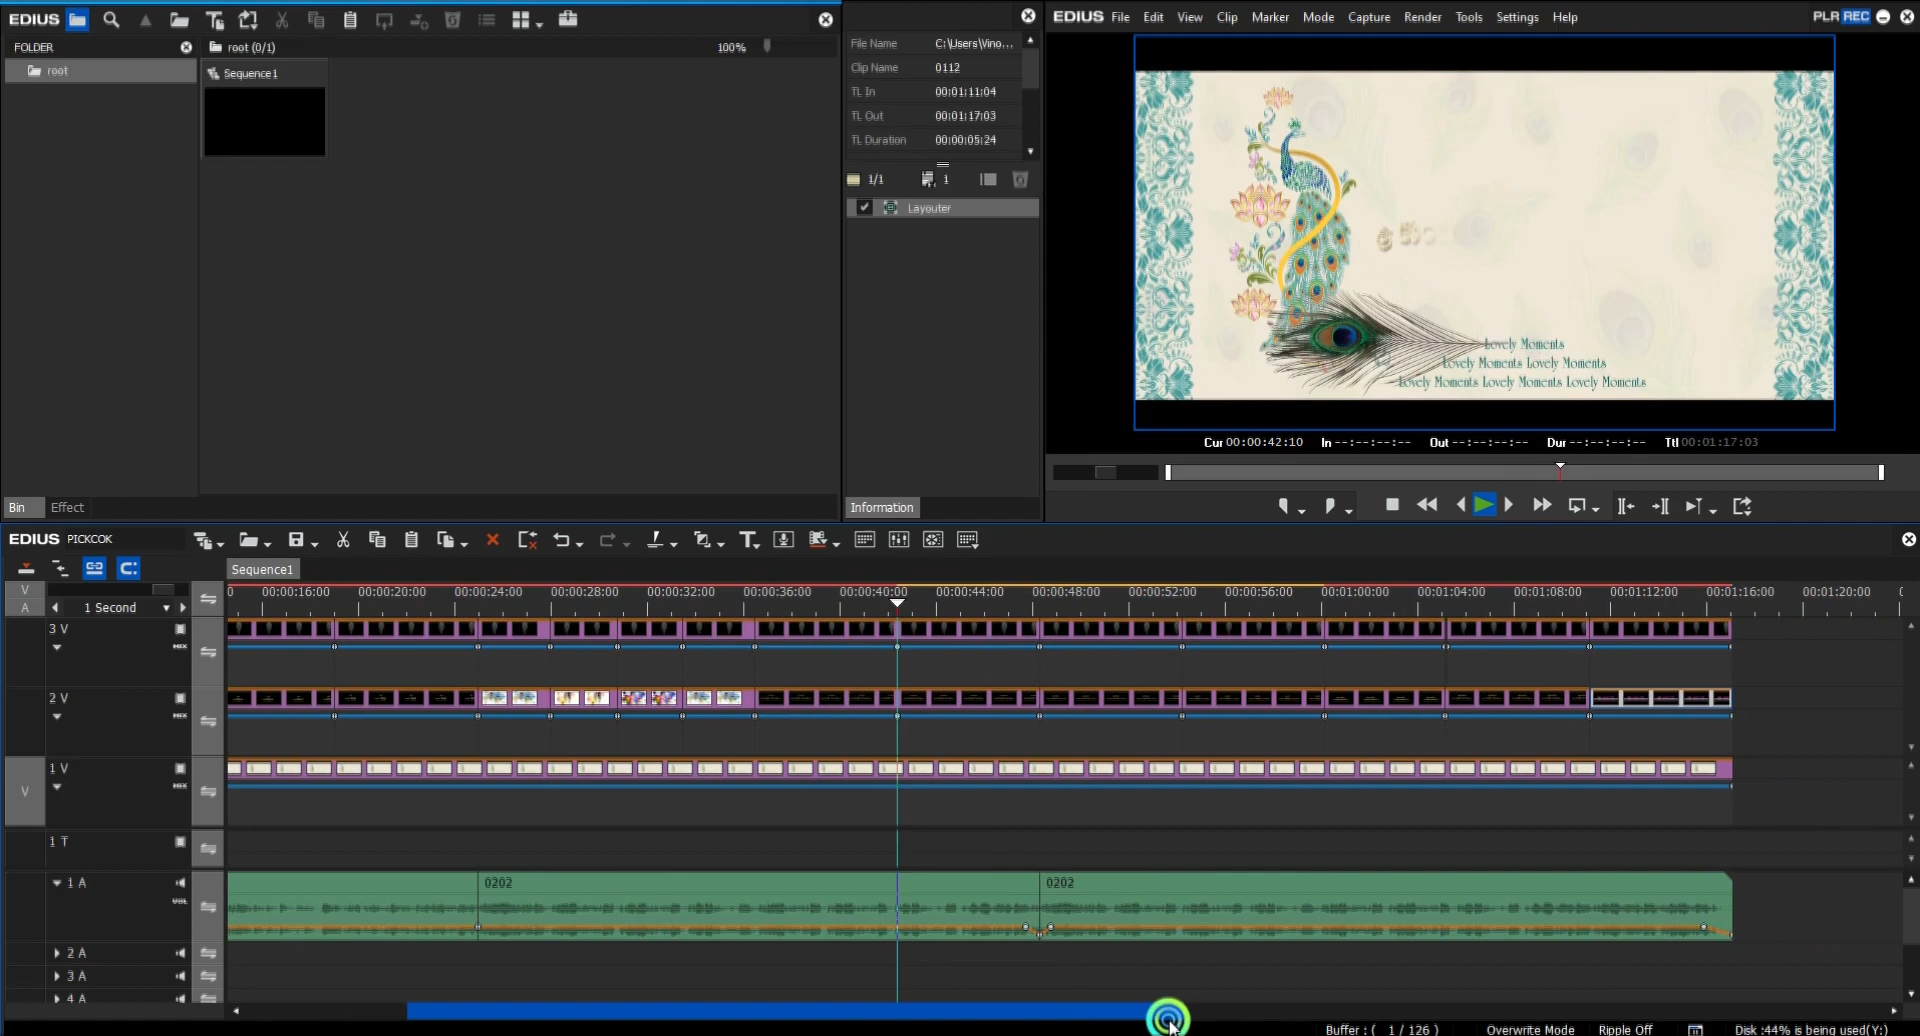 EDIUS
FOLDER
root
root (0/1)
100%
Sequence1
Bin
Effect
File Name C:\Users\Vino...
Clip Name 0112
TL In 00:01:11:04
TL Out 00:01:17:03
TL Duration 00:00:05:24
1/1
1
Layouter
Information
EDIUS File Edit View Clip Marker Mode Capture Render Tools Settings Help
PLR REC
Lovely Moments
Lovely Moments Lovely Moments
Lovely Moments Lovely Moments Lovely Moments
Cur 00:00:42:10 In --:--:--:-- Out --:--:--:-- Dur --:--:--:-- Ttl 00:01:17:03
EDIUS PICKCOK
Sequence1
V
A
1 Second
0 00:00:16:00 00:00:20:00 00:00:24:00 00:00:28:00 00:00:32:00 00:00:36:00 00:00:40:00 00:00:44:00 00:00:48:00 00:00:52:00 00:00:56:00 00:01:00:00 00:01:04:00 00:01:08:00 00:01:12:00 00:01:16:00 00:01:20:00
3 V
MIX
2 V
MIX
V
1 V
MIX
1 T
1 A
VOL
0202
0202
2 A
3 A
4 A
Buffer : ( 1 / 126 ) Overwrite Mode Ripple Off Disk :44% is being used(Y:)